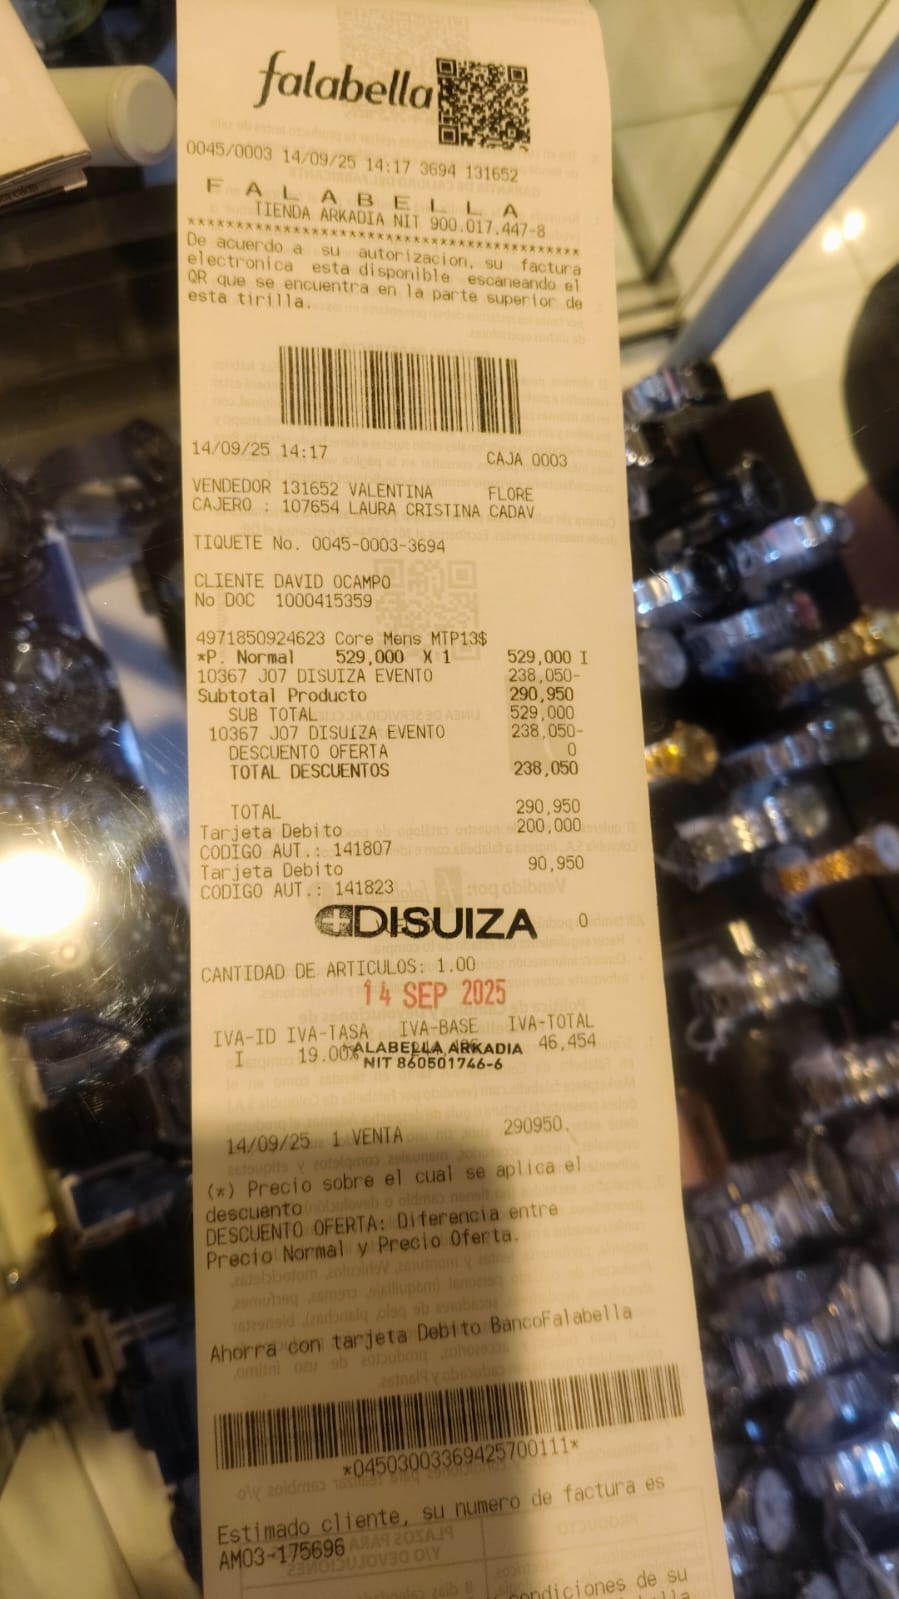 falabella
0045/0003 14/09/25 14:17 3694 131652
F A L A B E L L A
TIENDA ARKADIA NIT 900.017.447-8
******************************************
De acuerdo a su autorizacion, su factura
electronica esta disponible escaneando el
QR que se encuentra en la parte superior de
esta tirilla.
14/09/25 14:17 CAJA 0003
VENDEDOR 131652 VALENTINA FLORE
CAJERO : 107654 LAURA CRISTINA CADAV
TIQUETE No. 0045-0003-3694
CLIENTE DAVID OCAMPO
No DOC 1000415359
4971850924623 Core Mens MTP13$
*P. Normal 529,000 X 1 529,000 I
10367 J07 DISUIZA EVENTO 238,050-
Subtotal Producto 290,950
SUB TOTAL 529,000
10367 J07 DISUIZA EVENTO 238,050-
DESCUENTO OFERTA 0
TOTAL DESCUENTOS 238,050
TOTAL 290,950
Tarjeta Debito 200,000
CODIGO AUT.: 141807
Tarjeta Debito 90,950
CODIGO AUT.: 141823
DISUIZA 0
CANTIDAD DE ARTICULOS: 1.00
14 SEP 2025
IVA-ID IVA-TASA IVA-BASE IVA-TOTAL
I 19.00% 46,454
FALABELLA ARKADIA
NIT 860501746-6
14/09/25 1 VENTA 290950.
(*) Precio sobre el cual se aplica el
descuento
DESCUENTO OFERTA: Diferencia entre
Precio Normal y Precio Oferta.
Ahorra con tarjeta Debito BancoFalabella
*04503003369425700111*
Estimado cliente, su numero de factura es
AM03-175696
condiciones de su